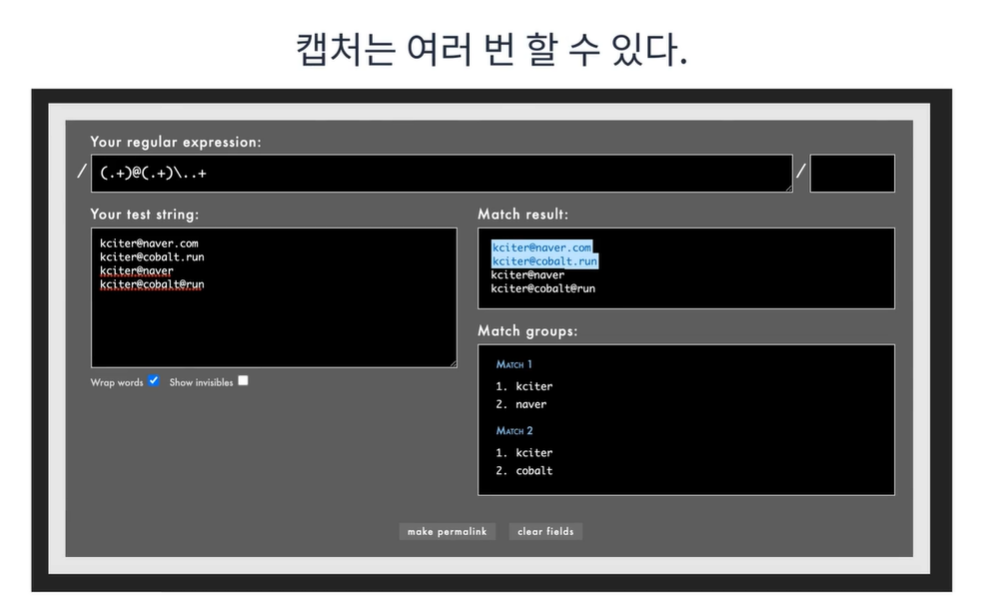 캡처는 여러 번 할 수 있다.
Your regular expression:
/ (.+)@(.+)\..+ /
Your test string:
kciter@naver.com
kciter@cobalt.run
kciter@naver
kciter@cobalt@run
Wrap words Show invisibles
Match result:
kciter@naver.com
kciter@cobalt.run
kciter@naver
kciter@cobalt@run
Match groups:
Match 1
1. kciter
2. naver
Match 2
1. kciter
2. cobalt
make permalink clear fields